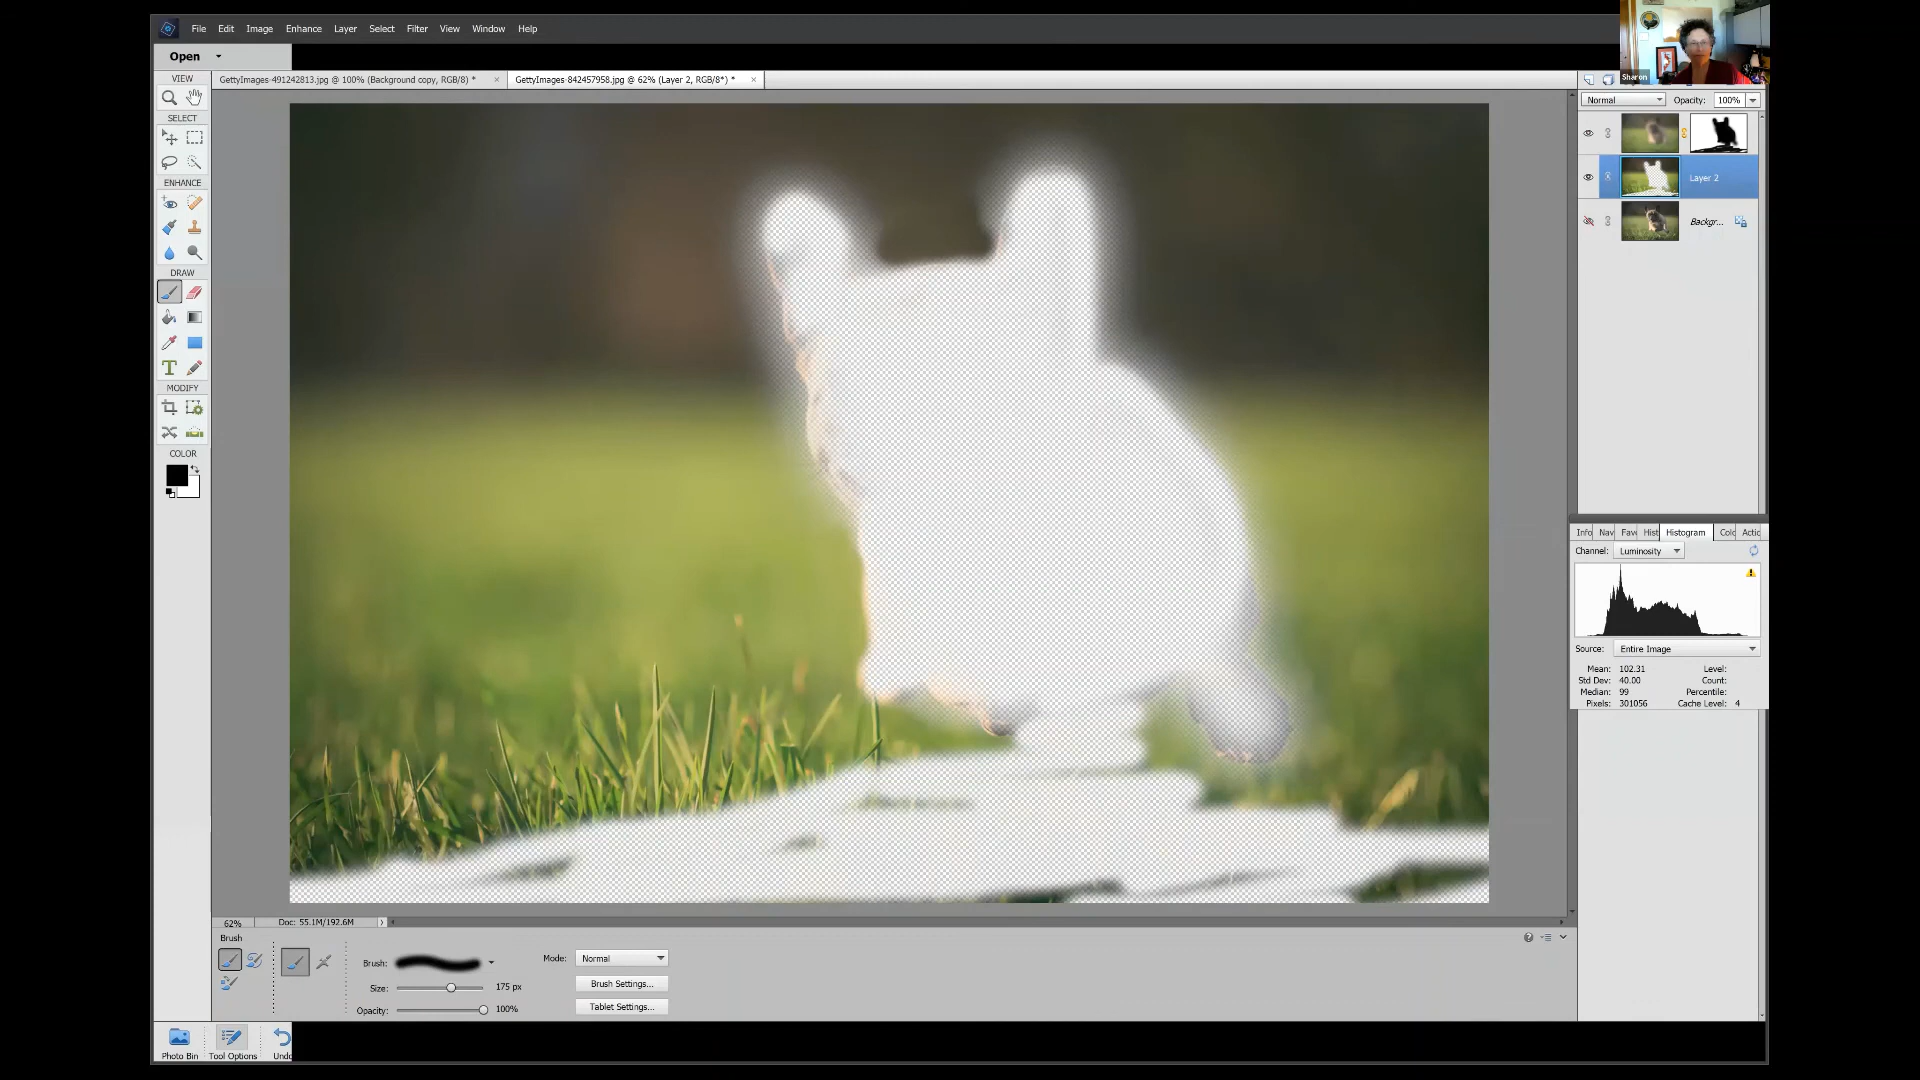 File Edit Image Enhance Layer Select Filter View Window Help
Sharon
Open
VIEW
GettyImages-491242813.jpg @ 100% (Background copy, RGB/8) *
GettyImages-842457958.jpg @ 62% (Layer 2, RGB/8*) *
Normal Opacity: 100%
SELECT
Layer 2
ENHANCE
Backgr...
DRAW
T
MODIFY
COLOR
Info Nav Fav Hist Histogram Colo Actio
Channel: Luminosity
Source: Entire Image
Mean: 102.31 Level:
Std Dev: 40.00 Count:
Median: 99 Percentile:
Pixels: 301056 Cache Level: 4
62% Doc: 55.1M/192.6M
Brush
Brush: Mode: Normal
Size: 175 px Brush Settings...
Opacity: 100% Tablet Settings...
Photo Bin Tool Options Undo